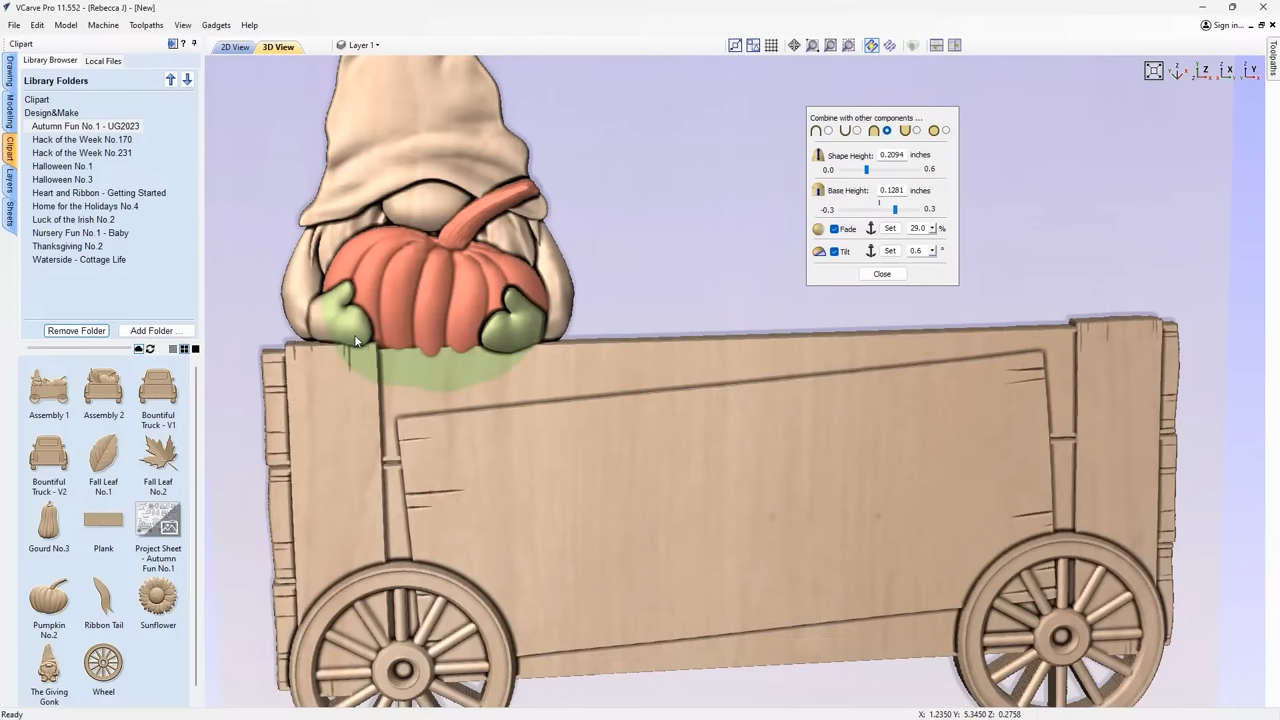 VCarve Pro 11.552 - {Rebecca J} - [New]
File Edit Model Machine Toolpaths View Gadgets Help
Sign in...
Clipart
2D View 3D View Layer 1
Library Browser Local Files
Library Folders
Clipart
Design&Make
Autumn Fun No.1 - UG2023
Hack of the Week No.170
Hack of the Week No.231
Halloween No.1
Halloween No.3
Heart and Ribbon - Getting Started
Home for the Holidays No.4
Luck of the Irish No.2
Nursery Fun No.1 - Baby
Thanksgiving No.2
Waterside - Cottage Life
Remove Folder Add Folder ...
Assembly 1 Assembly 2 Bountiful Truck - V1
Bountiful Truck - V2 Fall Leaf No.1 Fall Leaf No.2
Gourd No.3 Plank Project Sheet - Autumn Fun No.1
Pumpkin No.2 Ribbon Tail Sunflower
The Giving Gonk Wheel
Drawing
Modeling
Clipart
Layers
Sheets
Toolpaths
Combine with other components ...
Shape Height: 0.2094 inches
0.0 0.6
Base Height: 0.1281 inches
-0.3 0.3
Fade Set 29.0 %
Tilt Set 0.6 °
Close
Ready
X: 1.2350 Y: 5.3450 Z: 0.2758